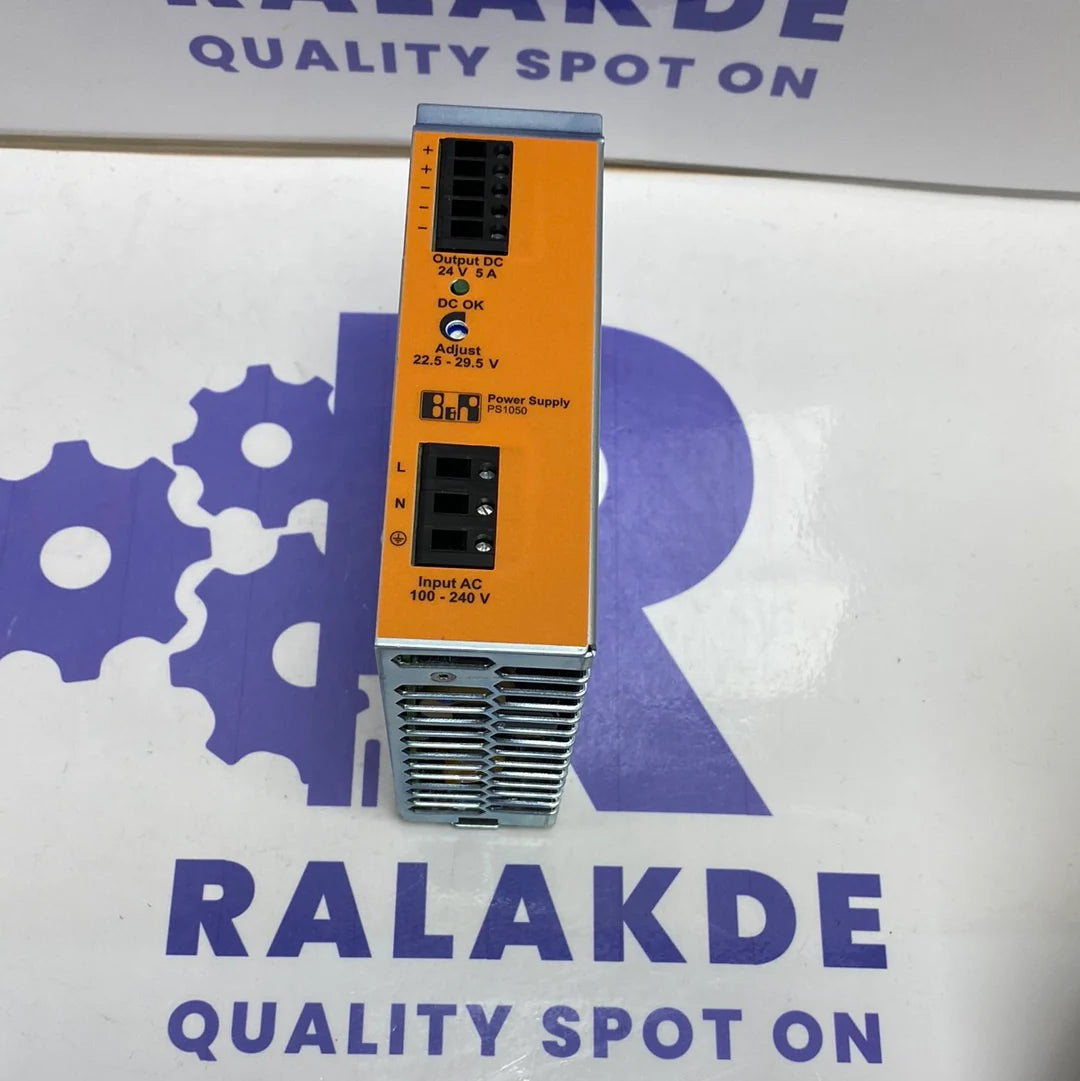 RALAKDE
QUALITY SPOT ON
+
+
−
−
−
Output DC
24 V 5 A
DC OK
Adjust
22.5 - 29.5 V
B&R
Power Supply
PS1050
L
N
Input AC
100 - 240 V
R
RALAKDE
QUALITY SPOT ON